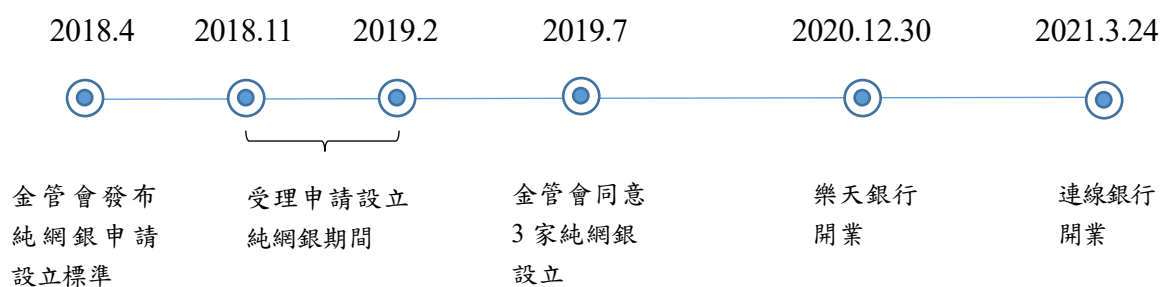 2018.4 2018.11 2019.2 2019.7 2020.12.30 2021.3.24
金管會發布
純網銀申請
設立標準
受理申請設立
純網銀期間
金管會同意
3 家純網銀
設立
樂天銀行
開業
連線銀行
開業